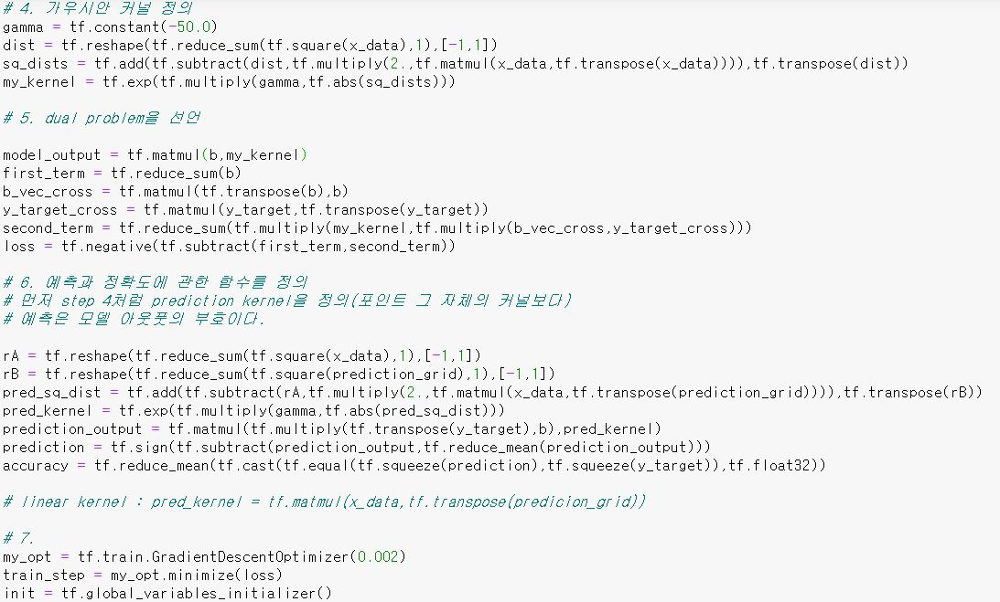 # 4. 가우시안 커널 정의
gamma = tf.constant(-50.0)
dist = tf.reshape(tf.reduce_sum(tf.square(x_data),1),[-1,1])
sq_dists = tf.add(tf.subtract(dist,tf.multiply(2.,tf.matmul(x_data,tf.transpose(x_data)))),tf.transpose(dist))
my_kernel = tf.exp(tf.multiply(gamma,tf.abs(sq_dists)))
# 5. dual problem을 선언
model_output = tf.matmul(b,my_kernel)
first_term = tf.reduce_sum(b)
b_vec_cross = tf.matmul(tf.transpose(b),b)
y_target_cross = tf.matmul(y_target,tf.transpose(y_target))
second_term = tf.reduce_sum(tf.multiply(my_kernel,tf.multiply(b_vec_cross,y_target_cross)))
loss = tf.negative(tf.subtract(first_term,second_term))
# 6. 예측과 정확도에 관한 함수를 정의
# 먼저 step 4처럼 prediction kernel을 정의(포인트 그 자체의 커널보다)
# 예측은 모델 아웃풋의 부호이다.
rA = tf.reshape(tf.reduce_sum(tf.square(x_data),1),[-1,1])
rB = tf.reshape(tf.reduce_sum(tf.square(prediction_grid),1),[-1,1])
pred_sq_dist = tf.add(tf.subtract(rA,tf.multiply(2.,tf.matmul(x_data,tf.transpose(prediction_grid)))),tf.transpose(rB))
pred_kernel = tf.exp(tf.multiply(gamma,tf.abs(pred_sq_dist)))
prediction_output = tf.matmul(tf.multiply(tf.transpose(y_target),b),pred_kernel)
prediction = tf.sign(tf.subtract(prediction_output,tf.reduce_mean(prediction_output)))
accuracy = tf.reduce_mean(tf.cast(tf.equal(tf.squeeze(prediction),tf.squeeze(y_target)),tf.float32))
# linear kernel : pred_kernel = tf.matmul(x_data,tf.transpose(predicion_grid))
# 7.
my_opt = tf.train.GradientDescentOptimizer(0.002)
train_step = my_opt.minimize(loss)
init = tf.global_variables_initializer()